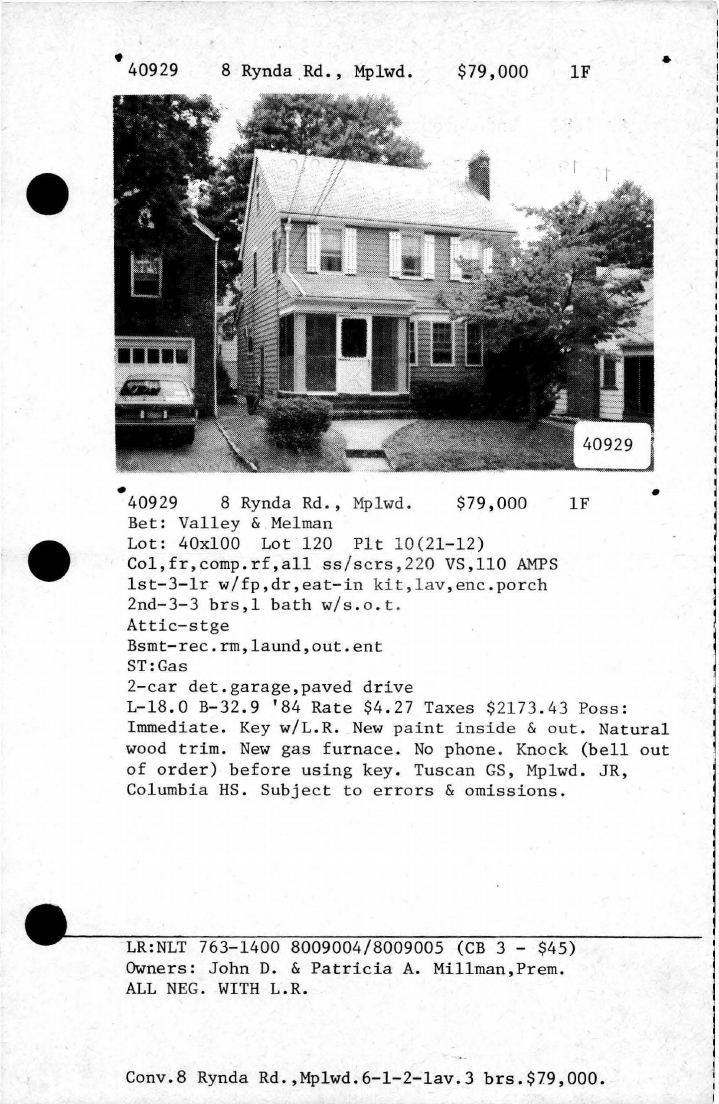 40929 8 Rynda Rd., Mplwd. $79,000 1F
40929
40929 8 Rynda Rd., Mplwd. $79,000 1F
Bet: Valley & Melman
Lot: 40x100 Lot 120 Plt 10(21-12)
Col,fr,comp.rf,all ss/scrs,220 VS,110 AMPS
1st-3-lr w/fp,dr,eat-in kit,lav,enc.porch
2nd-3-3 brs,1 bath w/s.o.t.
Attic-stge
Bsmt-rec.rm,laund,out.ent
ST:Gas
2-car det.garage,paved drive
L-18.0 B-32.9 '84 Rate $4.27 Taxes $2173.43 Poss:
Immediate. Key w/L.R. New paint inside & out. Natural
wood trim. New gas furnace. No phone. Knock (bell out
of order) before using key. Tuscan GS, Mplwd. JR,
Columbia HS. Subject to errors & omissions.
LR:NLT 763-1400 8009004/8009005 (CB 3 - $45)
Owners: John D. & Patricia A. Millman,Prem.
ALL NEG. WITH L.R.
Conv.8 Rynda Rd.,Mplwd.6-1-2-lav.3 brs.$79,000.